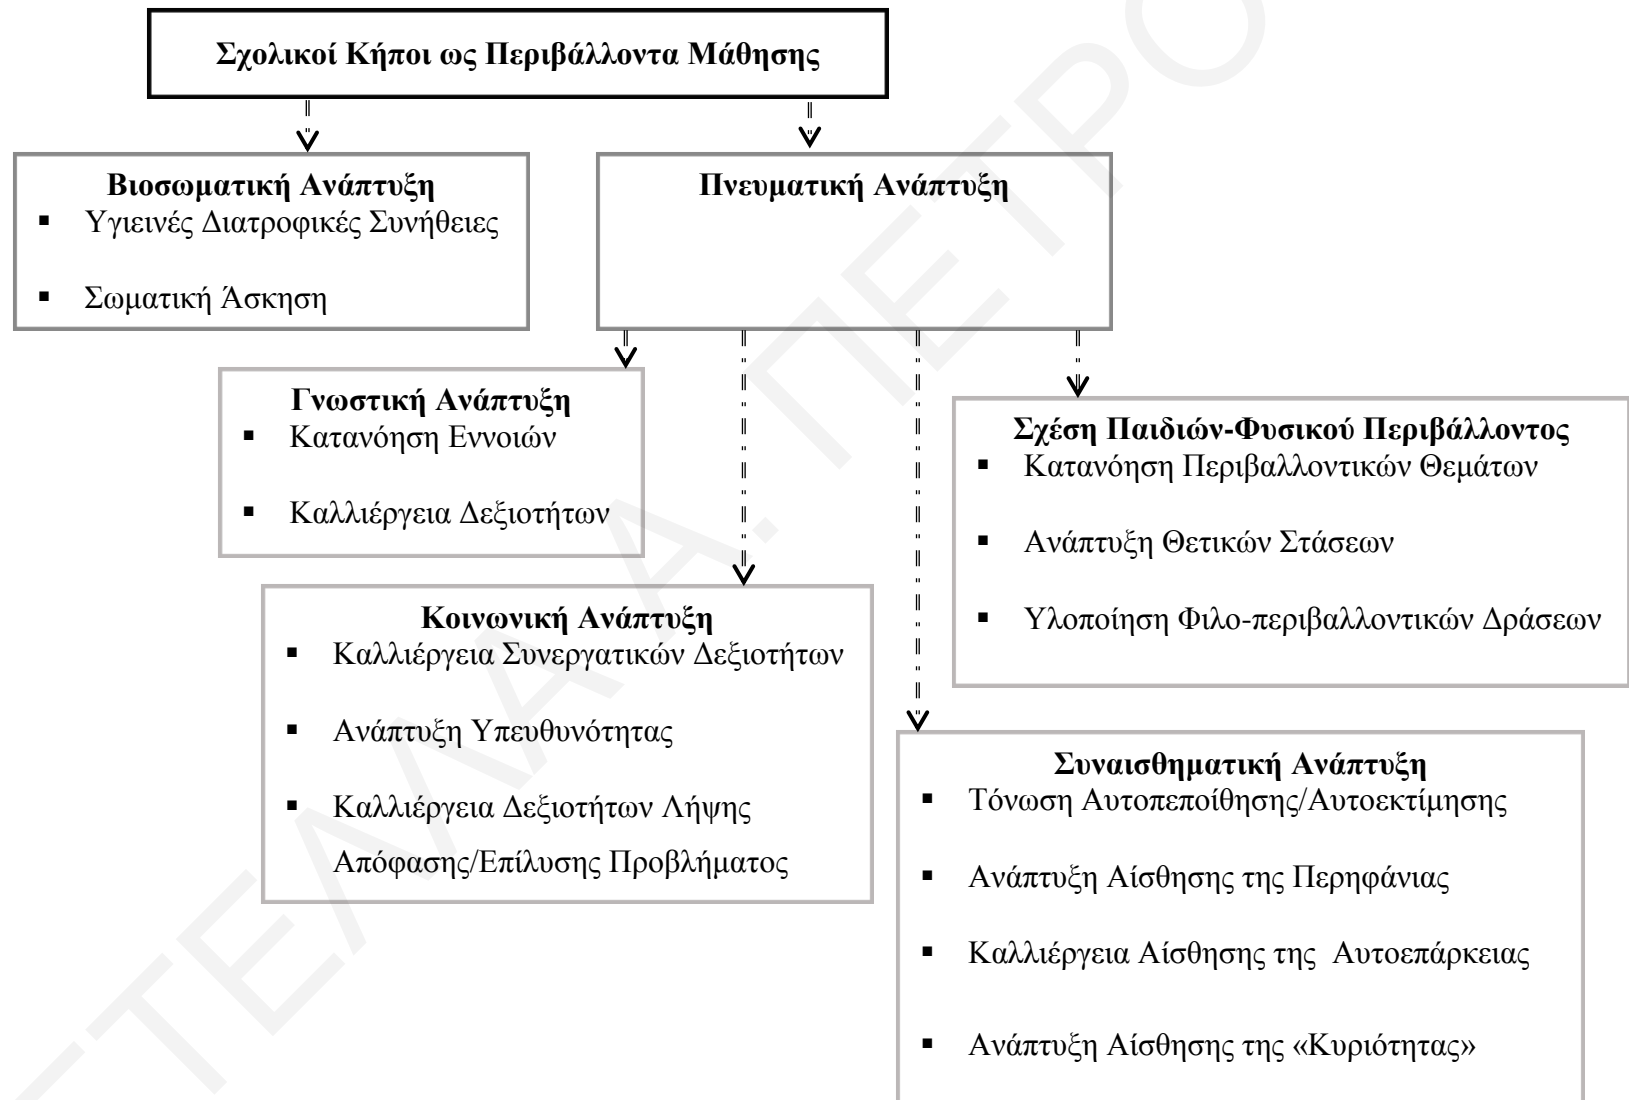 Σχολικοί Κήποι ως Περιβάλλοντα Μάθησης
Βιοσωματική Ανάπτυξη
▪ Υγιεινές Διατροφικές Συνήθειες
▪ Σωματική Άσκηση
Πνευματική Ανάπτυξη
Γνωστική Ανάπτυξη
▪ Κατανόηση Εννοιών
▪ Καλλιέργεια Δεξιοτήτων
Σχέση Παιδιών-Φυσικού Περιβάλλοντος
▪ Κατανόηση Περιβαλλοντικών Θεμάτων
▪ Ανάπτυξη Θετικών Στάσεων
▪ Υλοποίηση Φιλο-περιβαλλοντικών Δράσεων
Κοινωνική Ανάπτυξη
▪ Καλλιέργεια Συνεργατικών Δεξιοτήτων
▪ Ανάπτυξη Υπευθυνότητας
▪ Καλλιέργεια Δεξιοτήτων Λήψης
Απόφασης/Επίλυσης Προβλήματος
Συναισθηματική Ανάπτυξη
▪ Τόνωση Αυτοπεποίθησης/Αυτοεκτίμησης
▪ Ανάπτυξη Αίσθησης της Περηφάνιας
▪ Καλλιέργεια Αίσθησης της Αυτοεπάρκειας
▪ Ανάπτυξη Αίσθησης της «Κυριότητας»
ΤΕΛΛΑ Α. ΠΕΤΡΟ